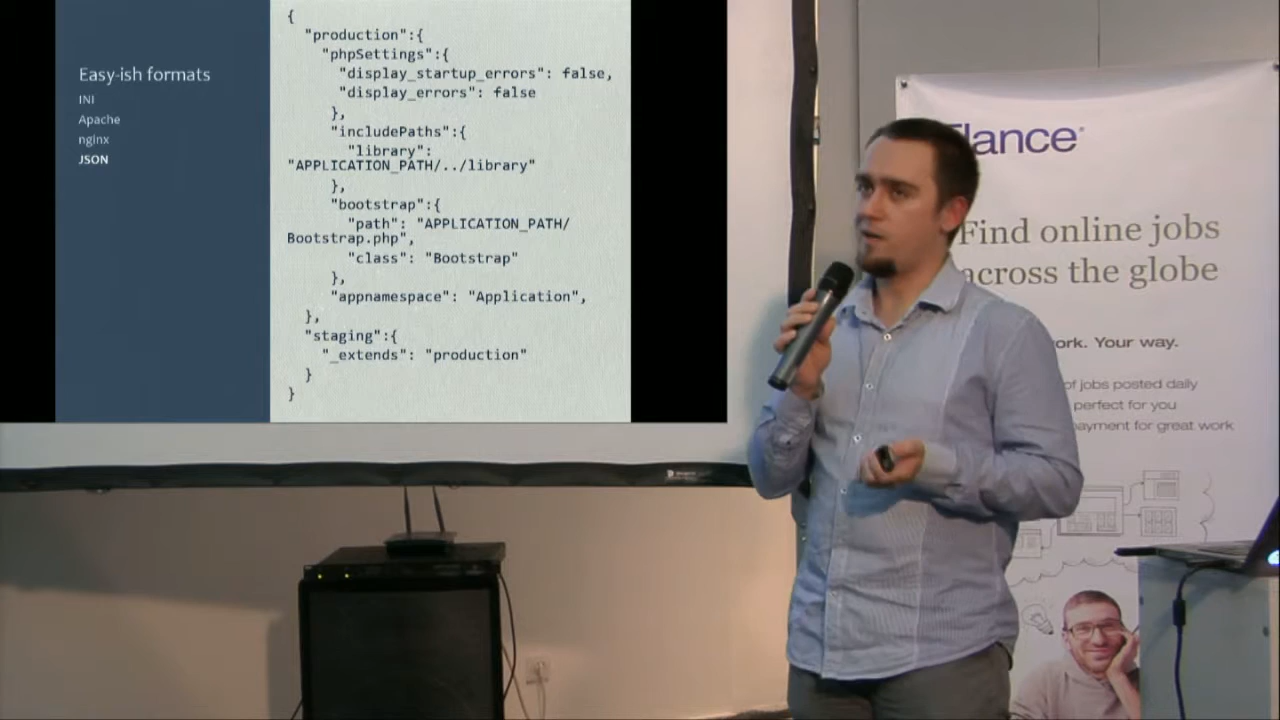 Easy-ish formats
INI
Apache
nginx
JSON
{
"production":{
"phpSettings":{
"display_startup_errors": false,
"display_errors": false
},
"includePaths":{
"library":
"APPLICATION_PATH/../library"
},
"bootstrap":{
"path": "APPLICATION_PATH/
Bootstrap.php",
"class": "Bootstrap"
},
"appnamespace": "Application",
},
"staging":{
"_extends": "production"
}
}
lance
Find online jobs
across the globe
ork. Your way.
of jobs posted daily
perfect for you
payment for great work